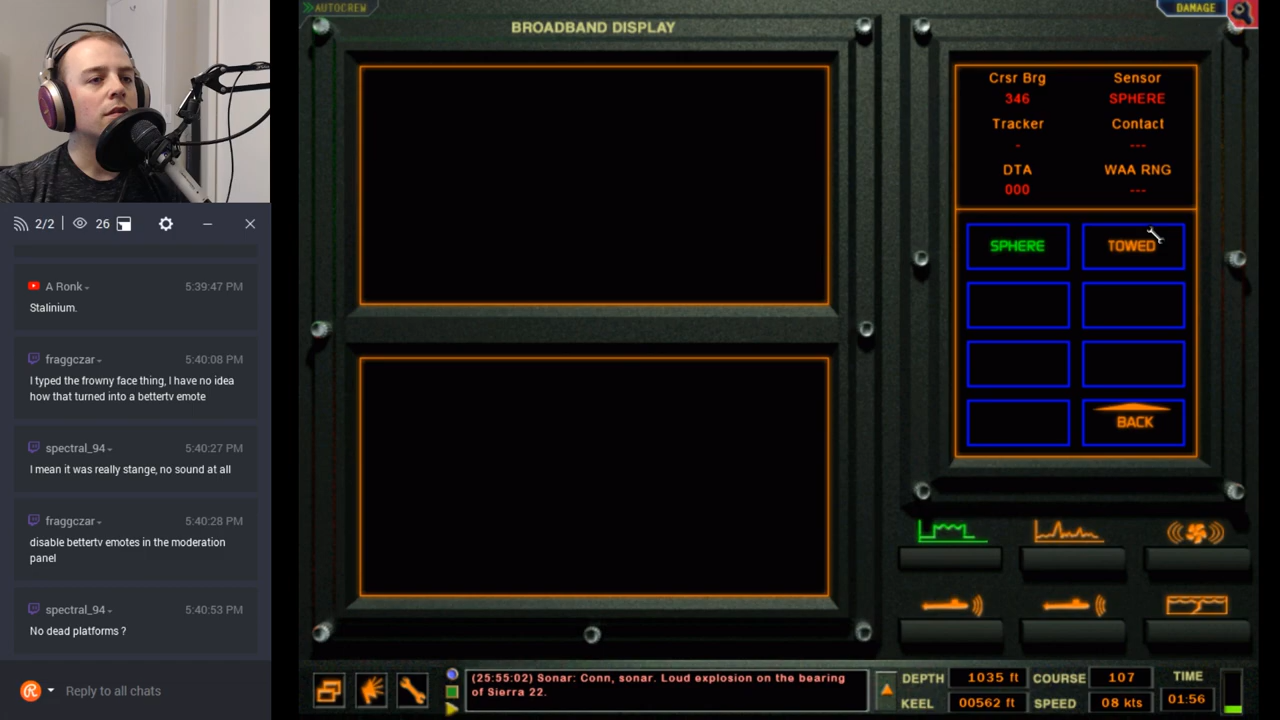 >>AUTOCREW
DAMAGE
BROADBAND DISPLAY
Crsr Brg Sensor
346 SPHERE
Tracker Contact
- ---
DTA WAA RNG
000 ---
SPHERE TOWED
BACK
2/2 26
A Ronk 5:39:47 PM
Stalinium.
fraggczar 5:40:08 PM
I typed the frowny face thing, I have no idea
how that turned into a bettertv emote
spectral_94 5:40:27 PM
I mean it was really stange, no sound at all
fraggczar 5:40:28 PM
disable bettertv emotes in the moderation
panel
spectral_94 5:40:53 PM
No dead platforms ?
Reply to all chats
(25:55:02) Sonar: Conn, sonar. Loud explosion on the bearing
of Sierra 22.
DEPTH 1035 ft COURSE 107 TIME
KEEL 00562 ft SPEED 08 kts 01:56